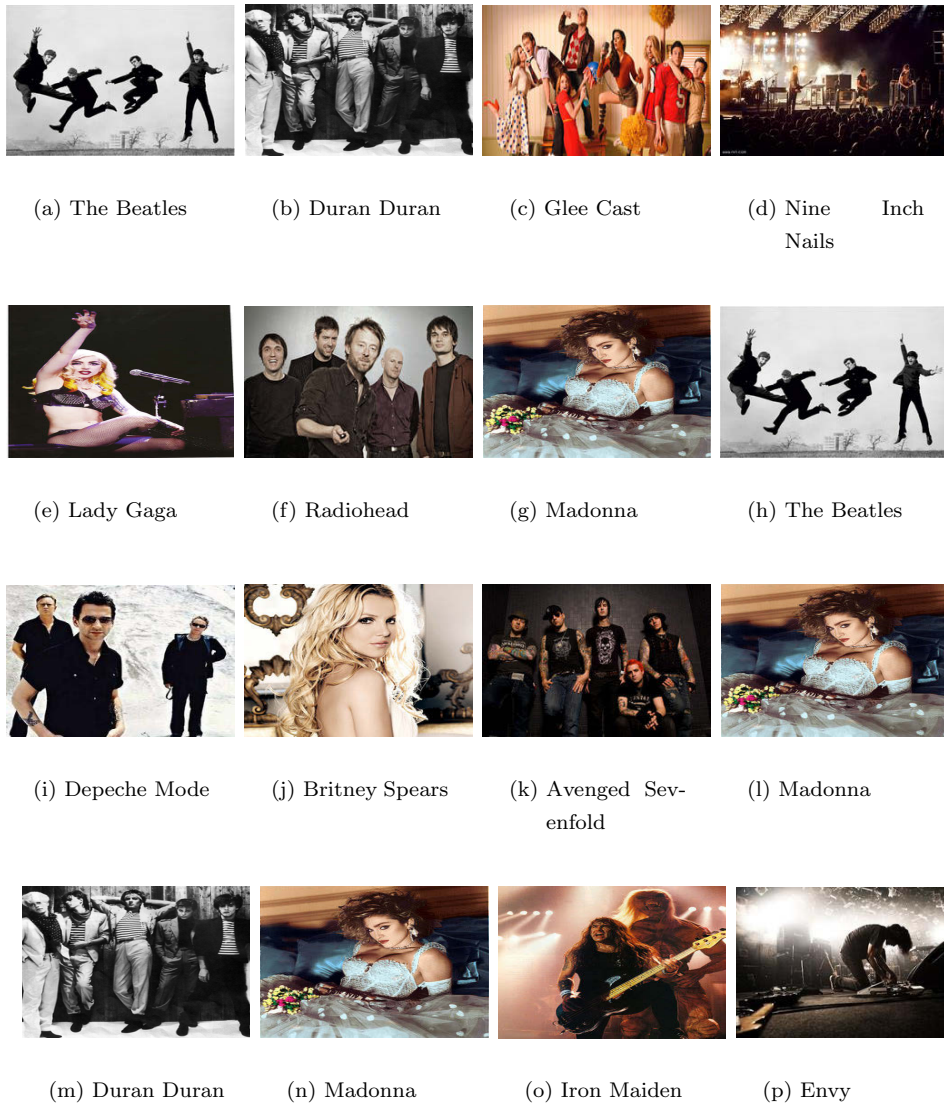 (a) The Beatles
(b) Duran Duran
(c) Glee Cast
(d) Nine Inch
Nails
(e) Lady Gaga
(f) Radiohead
(g) Madonna
(h) The Beatles
(i) Depeche Mode
(j) Britney Spears
(k) Avenged Sev-
enfold
(l) Madonna
(m) Duran Duran
(n) Madonna
(o) Iron Maiden
(p) Envy